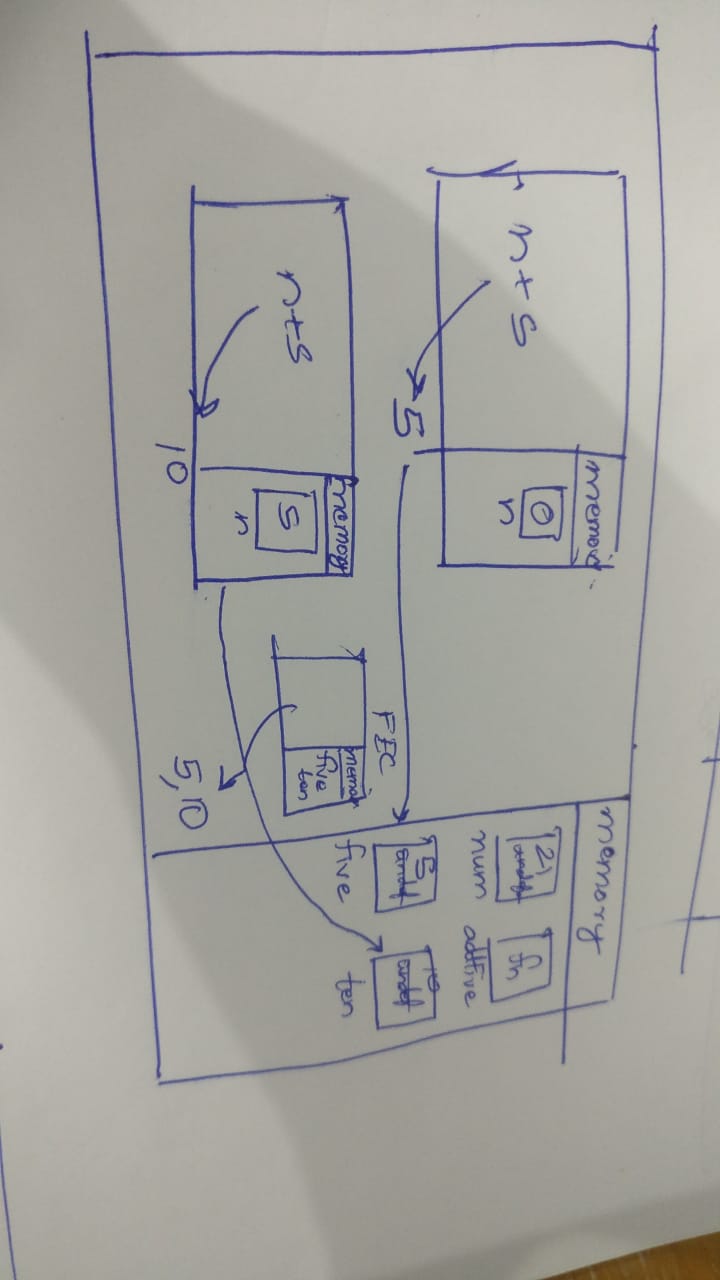 n+5
memory
0
n
5
memory
21
undef
num
fn
addfive
5
undef
five
10
undef
ten
n+5
memory
5
n
10
FEC
memory
five
ten
5,10